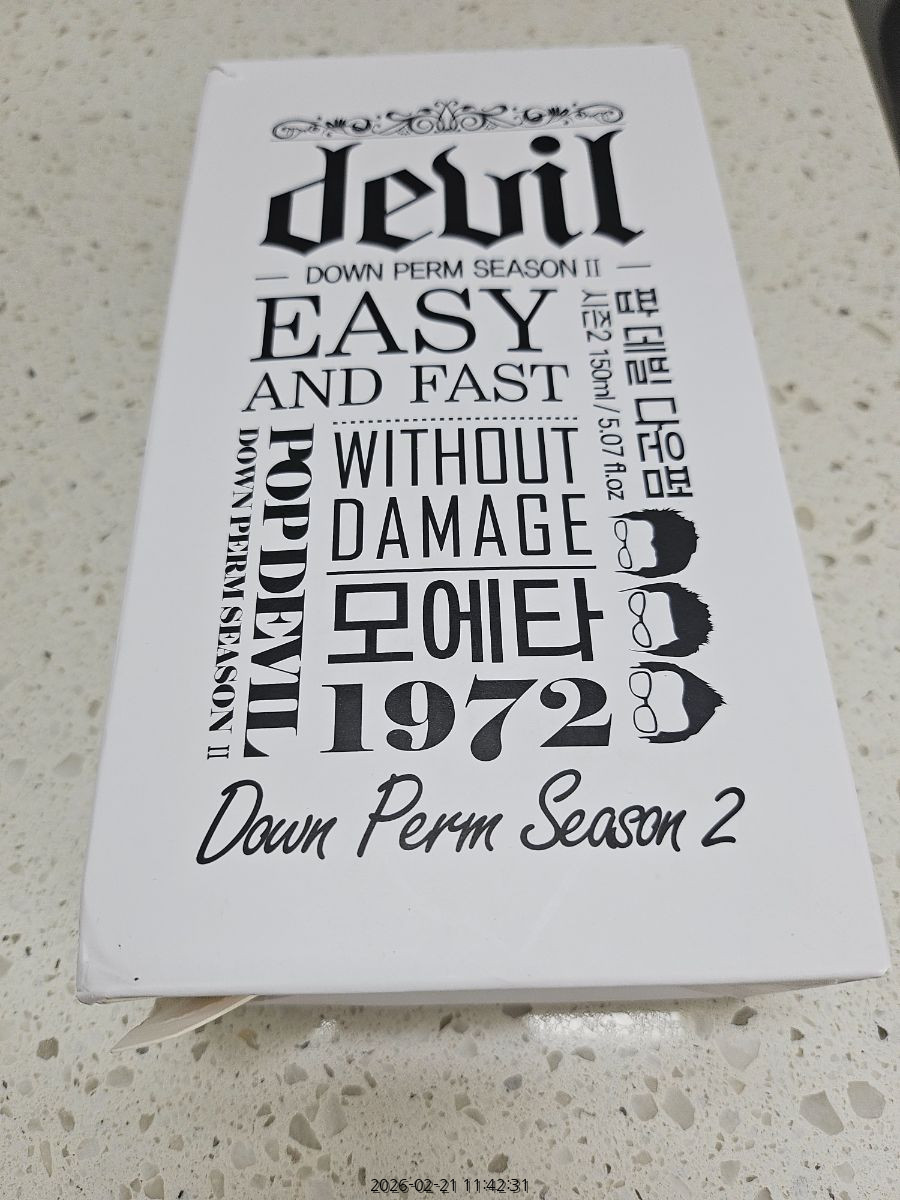 devil
DOWN PERM SEASON II
EASY
AND FAST
WITHOUT
DAMAGE
모에타
1972
POP DEVIL
DOWN PERM SEASON II
팝 데빌 다운펌
시즌2 150ml / 5.07 fl.oz
Down Perm Season 2
2026-02-21 11:42:31